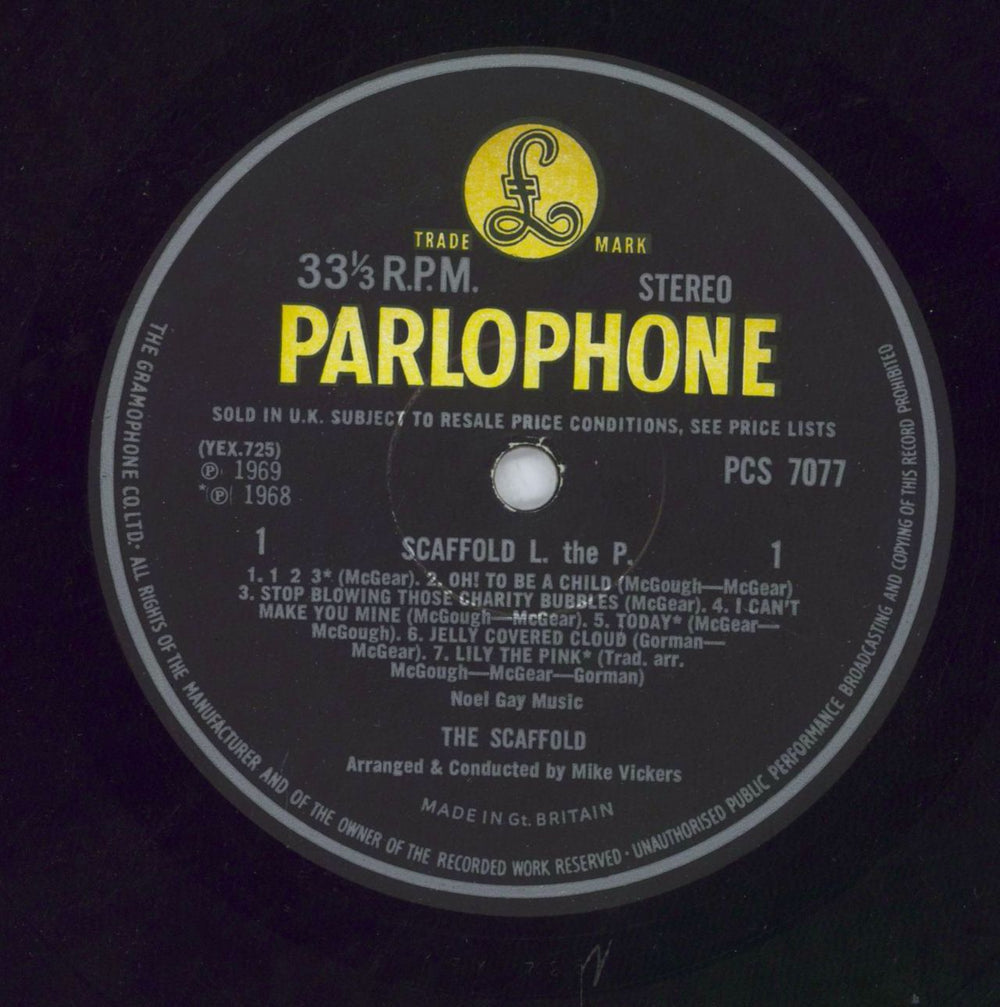 £
TRADE MARK
33⅓ R.P.M. STEREO
PARLOPHONE
SOLD IN U.K. SUBJECT TO RESALE PRICE CONDITIONS, SEE PRICE LISTS
(YEX.725)
Ⓟ 1969
*Ⓟ 1968
PCS 7077
1 SCAFFOLD L. the P. 1
1. 1 2 3* (McGear). 2. OH! TO BE A CHILD (McGough—McGear)
3. STOP BLOWING THOSE CHARITY BUBBLES (McGear). 4. I CAN'T
MAKE YOU MINE (McGough—McGear). 5. TODAY* (McGear—
McGough). 6. JELLY COVERED CLOUD (Gorman—
McGear). 7. LILY THE PINK* (Trad. arr.
McGough—McGear—Gorman)
Noel Gay Music
THE SCAFFOLD
Arranged & Conducted by Mike Vickers
MADE IN Gt. BRITAIN
THE GRAMOPHONE CO. LTD. · ALL RIGHTS OF THE MANUFACTURER AND OF THE OWNER OF THE RECORDED WORK RESERVED · UNAUTHORISED PUBLIC PERFORMANCE BROADCASTING AND COPYING OF THIS RECORD PROHIBITED